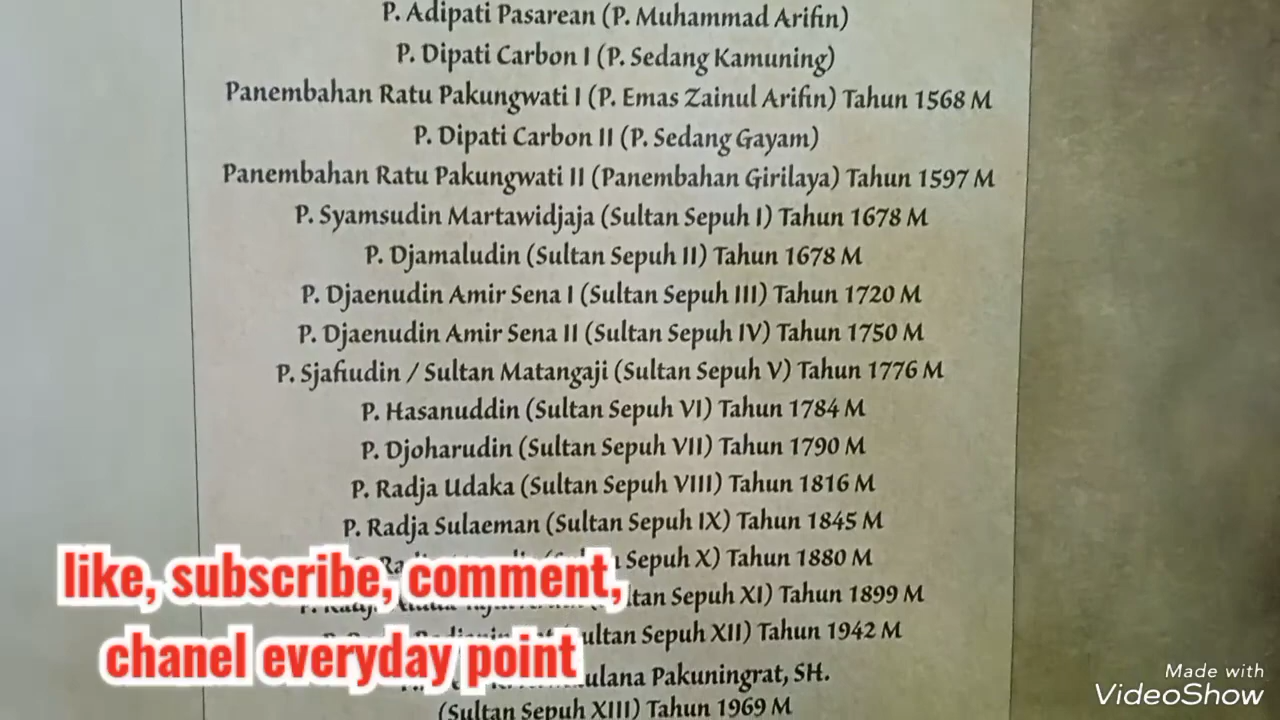 P. Adipati Pasarean (P. Muhammad Arifin)
P. Dipati Carbon I (P. Sedang Kamuning)
Panembahan Ratu Pakungwati I (P. Emas Zainul Arifin) Tahun 1568 M
P. Dipati Carbon II (P. Sedang Gayam)
Panembahan Ratu Pakungwati II (Panembahan Girilaya) Tahun 1597 M
P. Syamsudin Martawidjaja (Sultan Sepuh I) Tahun 1678 M
P. Djamaludin (Sultan Sepuh II) Tahun 1678 M
P. Djaenudin Amir Sena I (Sultan Sepuh III) Tahun 1720 M
P. Djaenudin Amir Sena II (Sultan Sepuh IV) Tahun 1750 M
P. Sjafiudin / Sultan Matangaji (Sultan Sepuh V) Tahun 1776 M
P. Hasanuddin (Sultan Sepuh VI) Tahun 1784 M
P. Djoharudin (Sultan Sepuh VII) Tahun 1790 M
P. Radja Udaka (Sultan Sepuh VIII) Tahun 1816 M
P. Radja Sulaeman (Sultan Sepuh IX) Tahun 1845 M
Sepuh X) Tahun 1880 M
Sepuh XI) Tahun 1899 M
Sepuh XII) Tahun 1942 M
Pakuningrat, SH.
(Sultan Sepuh XIII) Tahun 1969 M
like, subscribe, comment,
chanel everyday point
Made with
VideoShow